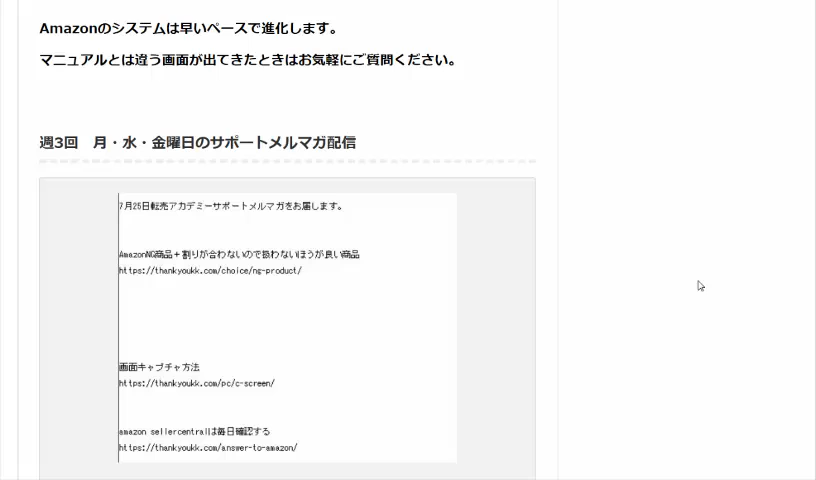 Amazonのシステムは早いペースで進化します。
マニュアルとは違う画面が出てきたときはお気軽にご質問ください。
週3回　月・水・金曜日のサポートメルマガ配信
7月25日転売アカデミーサポートメルマガをお届します。
AmazonNG商品＋割りが合わないので扱わないほうが良い商品
https://thankyoukk.com/choice/ng-product/
画面キャプチャ方法
https://thankyoukk.com/pc/c-screen/
amazon sellercentralは毎日確認する
https://thankyoukk.com/answer-to-amazon/